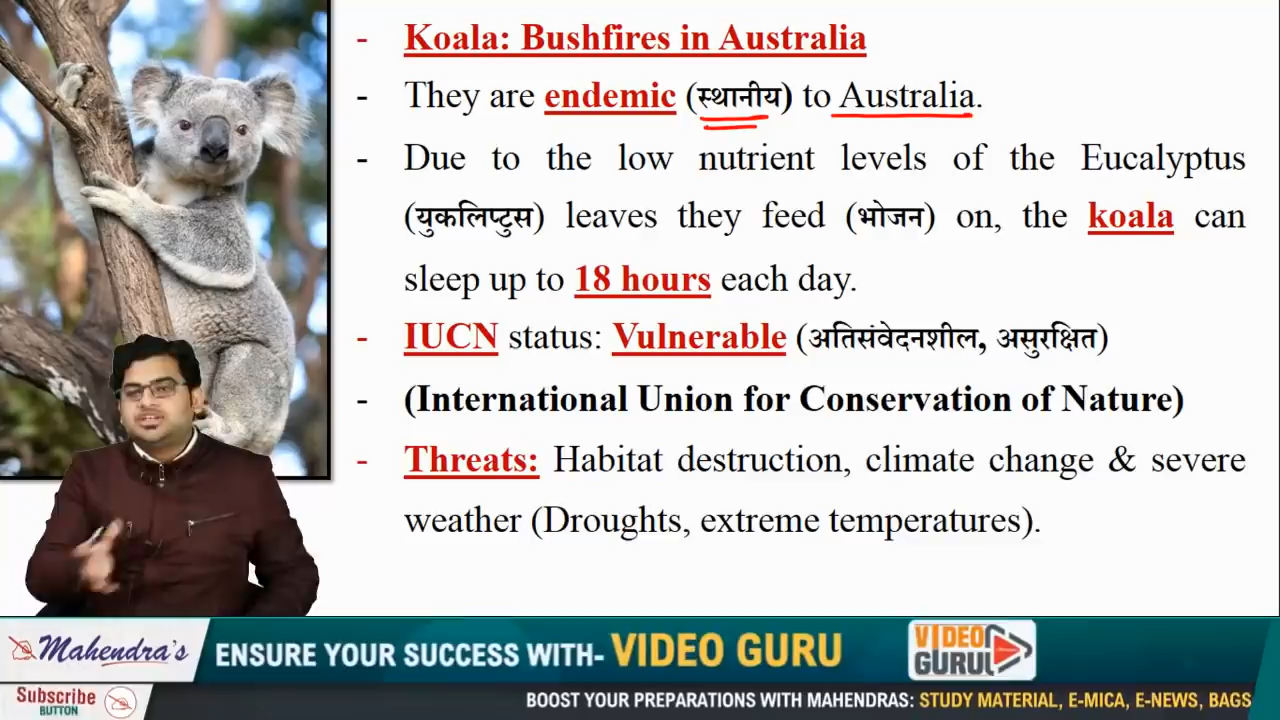 - Koala: Bushfires in Australia
- They are endemic (स्थानीय) to Australia.
- Due to the low nutrient levels of the Eucalyptus
(युकलिप्टुस) leaves they feed (भोजन) on, the koala can
sleep up to 18 hours each day.
- IUCN status: Vulnerable (अतिसंवेदनशील, असुरक्षित)
- (International Union for Conservation of Nature)
- Threats: Habitat destruction, climate change & severe
weather (Droughts, extreme temperatures).
Mahendra's
ENSURE YOUR SUCCESS WITH- VIDEO GURU
VIDEO
GURU
Subscribe
BUTTON
BOOST YOUR PREPARATIONS WITH MAHENDRAS: STUDY MATERIAL, E-MICA, E-NEWS, BAGS